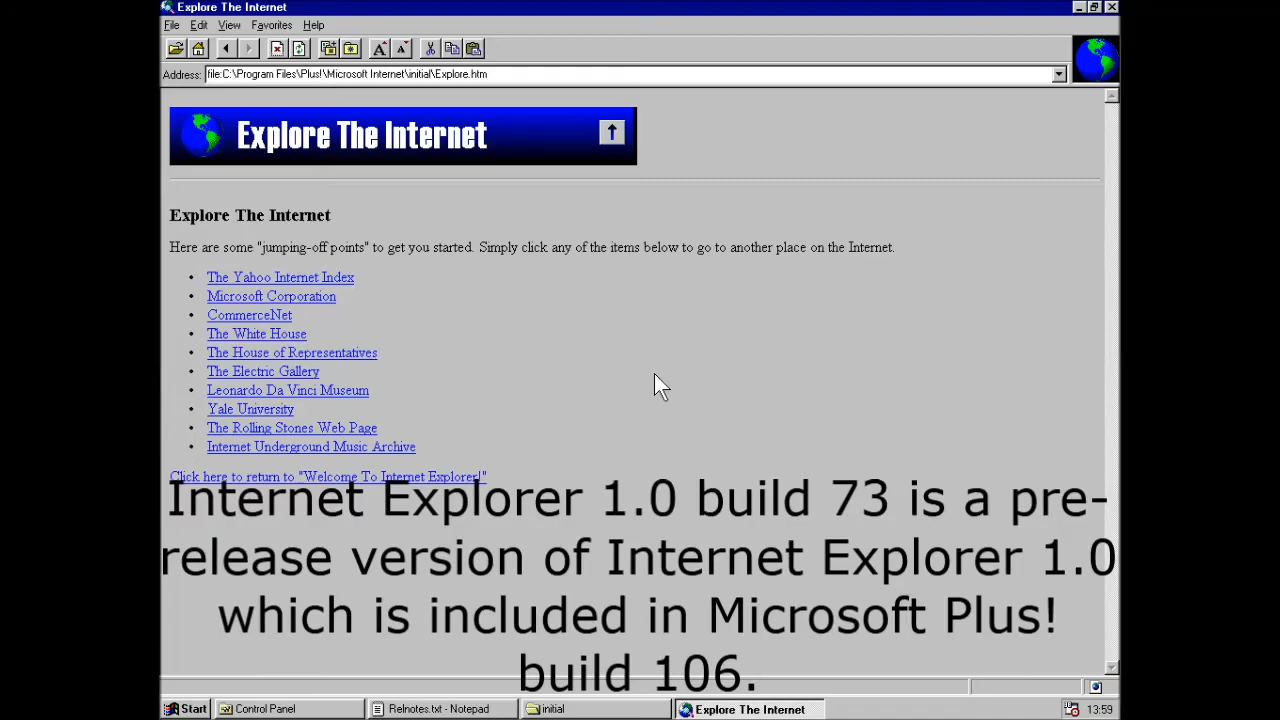 Explore The Internet
File Edit View Favorites Help
Address: file:C:\Program Files\Plus!\Microsoft Internet\initial\Explore.htm
Explore The Internet
Explore The Internet
Here are some "jumping-off points" to get you started. Simply click any of the items below to go to another place on the Internet.
• The Yahoo Internet Index
• Microsoft Corporation
• CommerceNet
• The White House
• The House of Representatives
• The Electric Gallery
• Leonardo Da Vinci Museum
• Yale University
• The Rolling Stones Web Page
• Internet Underground Music Archive
Click here to return to "Welcome To Internet Explorer!"
Internet Explorer 1.0 build 73 is a pre-
release version of Internet Explorer 1.0
which is included in Microsoft Plus!
build 106.
Start Control Panel Relnotes.txt - Notepad initial Explore The Internet 13:59